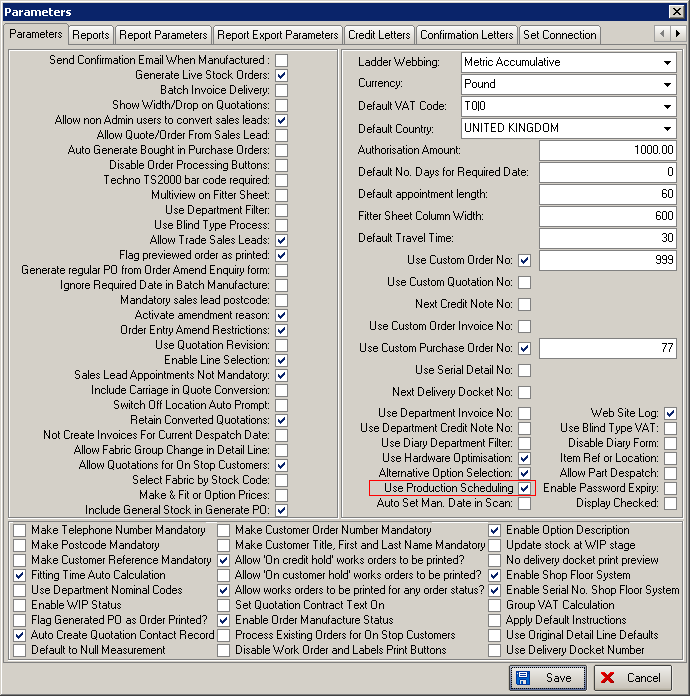 Parameters
Parameters
Reports
Report Parameters
Report Export Parameters
Credit Letters
Confirmation Letters
Set Connection
Send Confirmation Email When Manufactured :
Generate Live Stock Orders:
Batch Invoice Delivery:
Show Width/Drop on Quotations:
Allow non Admin users to convert sales leads:
Allow Quote/Order From Sales Lead:
Auto Generate Bought in Purchase Orders:
Disable Order Processing Buttons:
Techno TS2000 bar code required:
Multiview on Fitter Sheet:
Use Department Filter:
Use Blind Type Process:
Allow Trade Sales Leads:
Flag previewed order as printed:
Generate regular PO from Order Amend Enquiry form:
Ignore Required Date in Batch Manufacture:
Mandatory sales lead postcode:
Activate amendment reason:
Order Entry Amend Restrictions:
Use Quotation Revision:
Enable Line Selection:
Sales Lead Appointments Not Mandatory:
Include Carriage in Quote Conversion:
Switch Off Location Auto Prompt:
Retain Converted Quotations:
Not Create Invoices For Current Despatch Date:
Allow Fabric Group Change in Detail Line:
Allow Quotations for On Stop Customers:
Select Fabric by Stock Code:
Make & Fit or Option Prices:
Include General Stock in Generate PO:
Ladder Webbing: Metric Accumulative
Currency: Pound
Default VAT Code: T0|0
Default Country: UNITED KINGDOM
Authorisation Amount: 1000.00
Default No. Days for Required Date: 0
Default appointment length: 60
Fitter Sheet Column Width: 600
Default Travel Time: 30
Use Custom Order No: 999
Use Custom Quotation No:
Next Credit Note No:
Use Custom Order Invoice No:
Use Custom Purchase Order No: 77
Use Serial Detail No:
Next Delivery Docket No:
Use Department Invoice No: Web Site Log:
Use Department Credit Note No: Use Blind Type VAT:
Use Diary Department Filter: Disable Diary Form:
Use Hardware Optimisation: Item Ref or Location:
Alternative Option Selection: Allow Part Despatch:
Use Production Scheduling Enable Password Expiry:
Auto Set Man. Date in Scan: Display Checked:
Make Telephone Number Mandatory
Make Postcode Mandatory
Make Customer Reference Mandatory
Fitting Time Auto Calculation
Use Department Nominal Codes
Enable WIP Status
Flag Generated PO as Order Printed?
Auto Create Quotation Contact Record
Default to Null Measurement
Make Customer Order Number Mandatory
Make Customer Title, First and Last Name Mandatory
Allow 'On credit hold' works orders to be printed?
Allow 'On customer hold' works orders to be printed?
Allow works orders to be printed for any order status?
Set Quotation Contract Text On
Enable Order Manufacture Status
Process Existing Orders for On Stop Customers
Disable Work Order and Labels Print Buttons
Enable Option Description
Update stock at WIP stage
No delivery docket print preview
Enable Shop Floor System
Enable Serial No. Shop Floor System
Group VAT Calculation
Apply Default Instructions
Use Original Detail Line Defaults
Use Delivery Docket Number
Save
Cancel